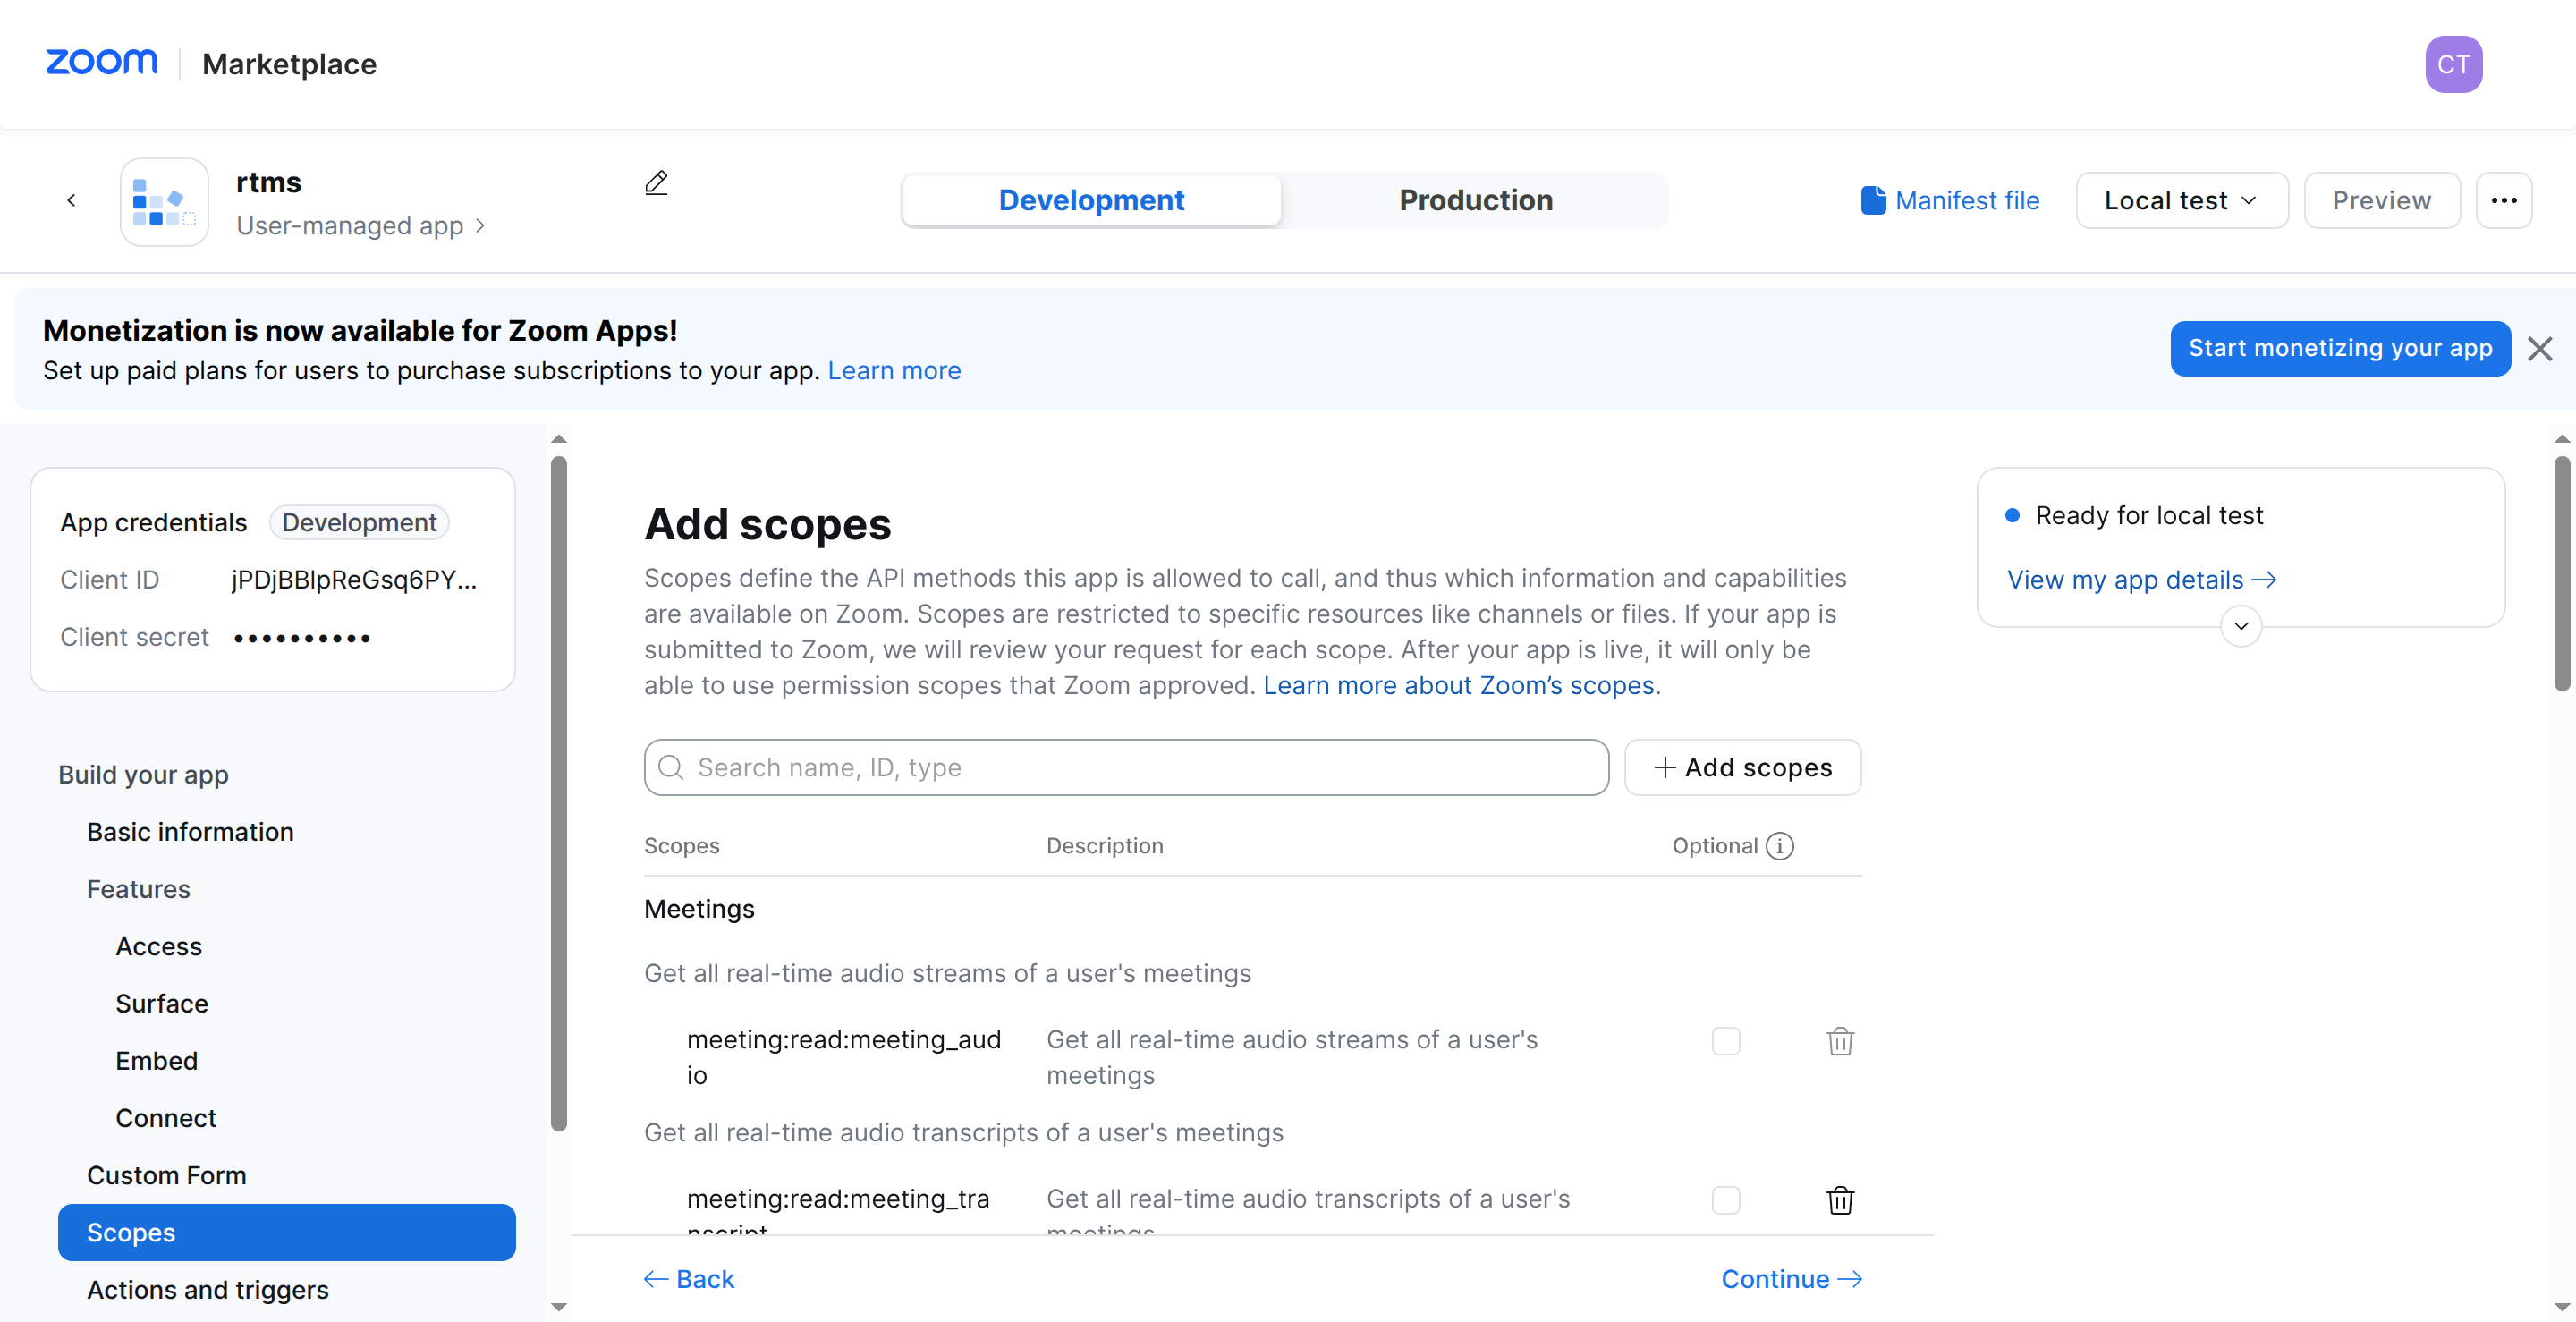 zoom Marketplace
CT
rtms
User-managed app
Development
Production
Manifest file
Local test
Preview
Monetization is now available for Zoom Apps!
Set up paid plans for users to purchase subscriptions to your app. Learn more
Start monetizing your app
App credentials Development
Client ID jPDjBBlpReGsq6PY...
Client secret ••••••••••
Build your app
Basic information
Features
Access
Surface
Embed
Connect
Custom Form
Scopes
Actions and triggers
Add scopes
Scopes define the API methods this app is allowed to call, and thus which information and capabilities
are available on Zoom. Scopes are restricted to specific resources like channels or files. If your app is
submitted to Zoom, we will review your request for each scope. After your app is live, it will only be
able to use permission scopes that Zoom approved. Learn more about Zoom's scopes.
Search name, ID, type
Add scopes
Scopes Description Optional
Meetings
Get all real-time audio streams of a user's meetings
meeting:read:meeting_aud
io
Get all real-time audio streams of a user's
meetings
Get all real-time audio transcripts of a user's meetings
meeting:read:meeting_tra
nscript
Get all real-time audio transcripts of a user's
meetings
Back
Continue
Ready for local test
View my app details